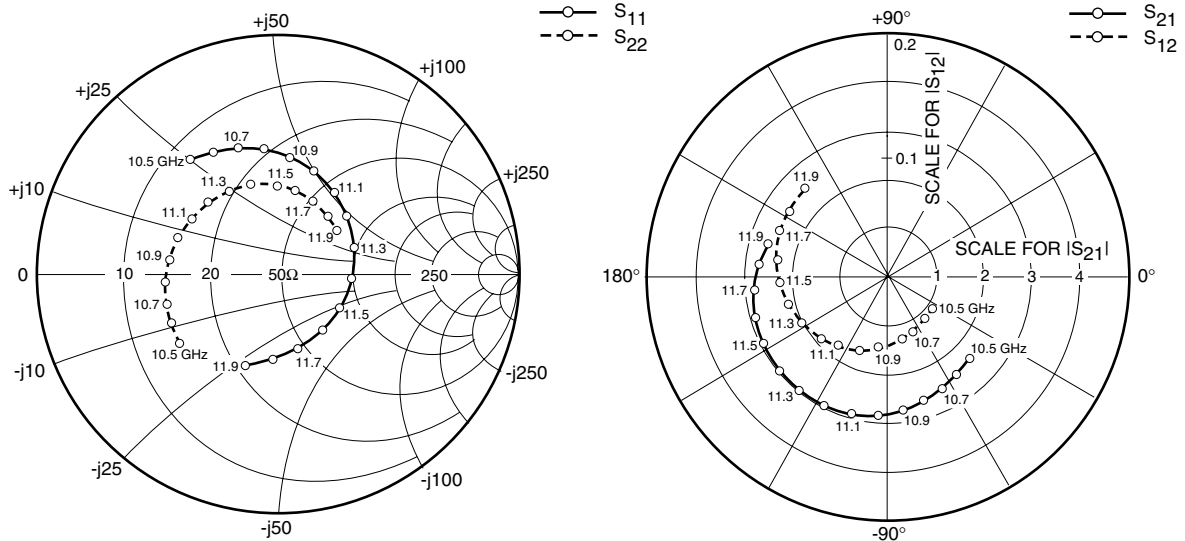 S11
S22
+j50
+j25
+j100
+j10
+j250
0
10
20
50Ω
250
-j10
-j250
-j25
-j100
-j50
10.5 GHz
10.7
10.9
11.1
11.3
11.5
11.7
11.9
10.5 GHz
10.7
10.9
11.1
11.3
11.5
11.7
11.9
S21
S12
+90°
0.2
0.1
SCALE FOR |S12|
SCALE FOR |S21|
180°
0°
1
2
3
4
-90°
11.9
11.7
11.5
11.3
11.1
10.9
10.7
10.5 GHz
11.9
11.7
11.5
11.3
11.1
10.9
10.7
10.5 GHz